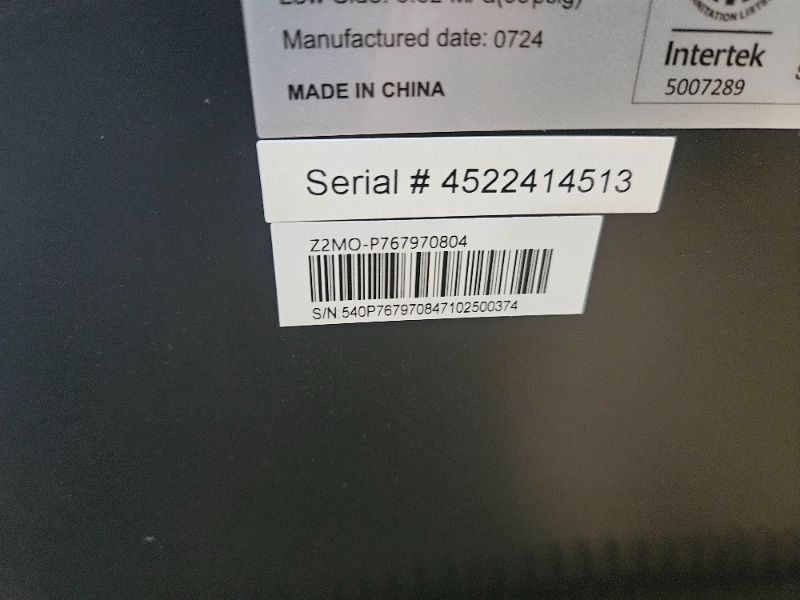 Manufactured date: 0724
MADE IN CHINA
Intertek
5007289
Serial # 4522414513
Z2MO-P767970804
S/N:540P767970847102500374